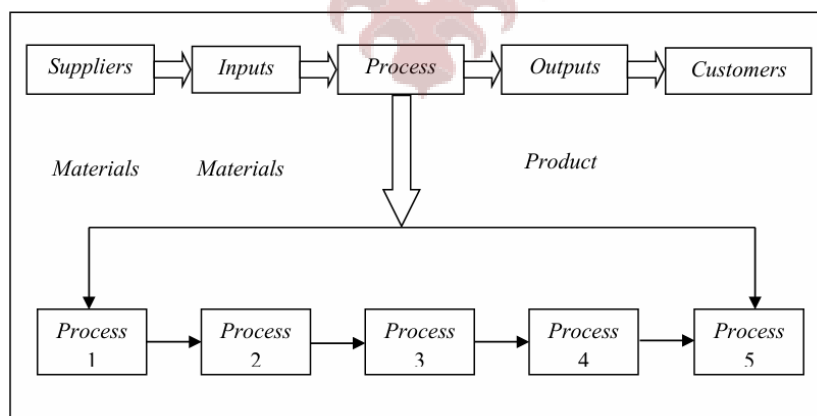 Suppliers Inputs Process Outputs Customers
Materials Materials Product
Process Process Process Process Process
1 2 3 4 5